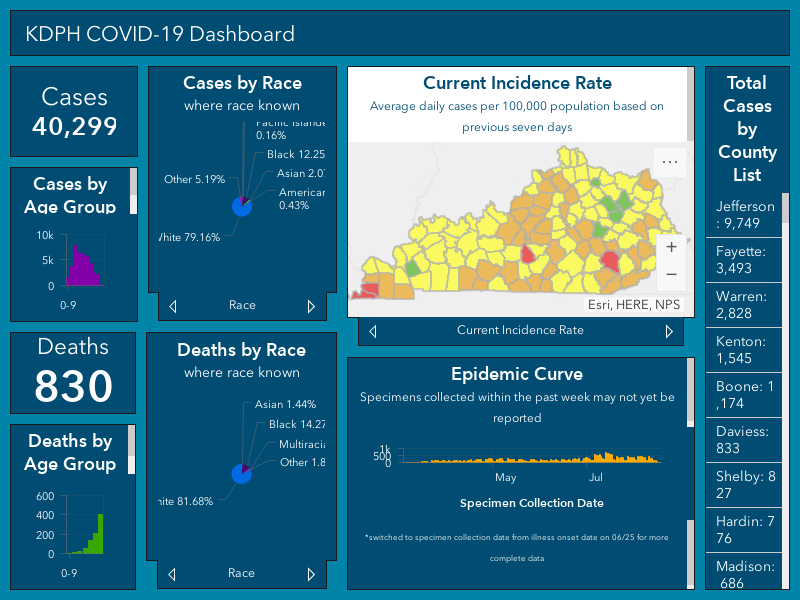 KDPH COVID-19 Dashboard
Cases
40,299
Cases by
Age Group
10k
5k
0
0-9
Deaths
830
Deaths by
Age Group
600
400
200
0
0-9
Cases by Race
where race known
0.16%
Black 12.25
Asian 2.0
Other 5.19%
American
0.43%
White 79.16%
Race
Deaths by Race
where race known
Asian 1.44%
Black 14.27
Multiracia
Other 1.8
81.68%
Race
Current Incidence Rate
Average daily cases per 100,000 population based on
previous seven days
...
+
−
Esri, HERE, NPS
Current Incidence Rate
Epidemic Curve
Specimens collected within the past week may not yet be
reported
1k
500
0
May
Jul
Specimen Collection Date
*switched to specimen collection date from illness onset date on 06/25 for more
complete data
Total
Cases
by
County
List
Jefferson
: 9,749
Fayette:
3,493
Warren:
2,828
Kenton:
1,545
Boone: 1
,174
Daviess:
833
Shelby: 8
27
Hardin: 7
76
Madison:
686